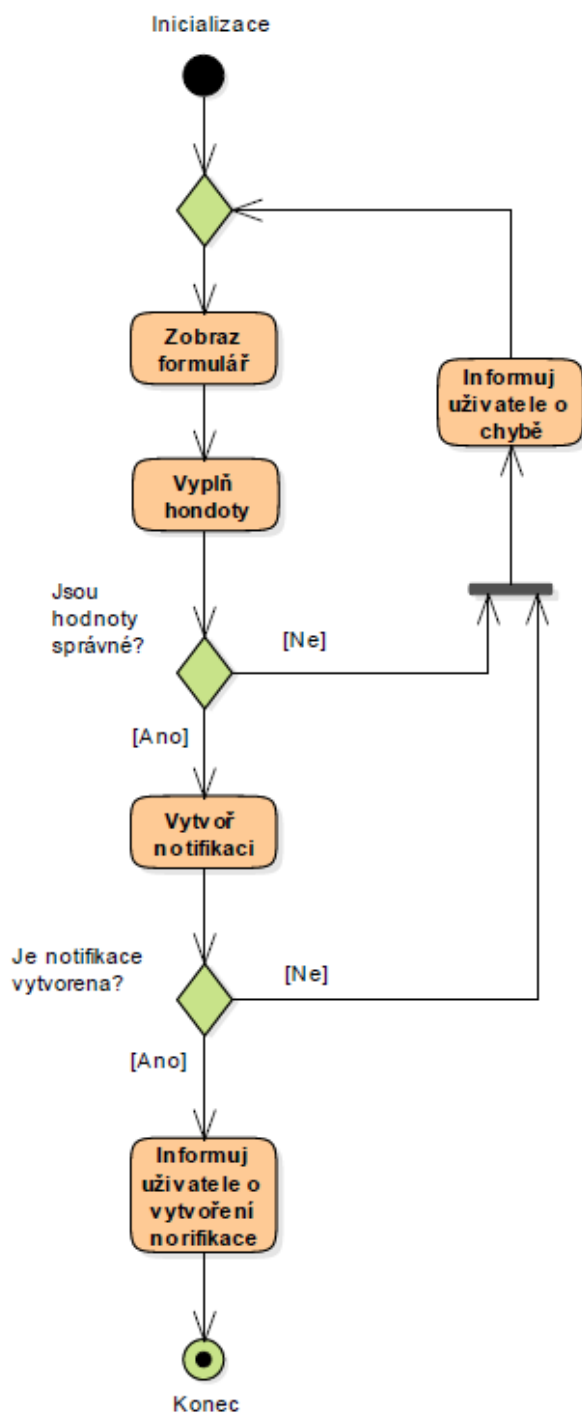 Inicializace
Zobraz
formulář
Informuj
uživatele o
chybě
Vyplň
hondoty
Jsou
hodnoty
správné?
[Ne]
[Ano]
Vytvoř
notifikaci
Je notifikace
vytvorena?
[Ne]
[Ano]
Informuj
uživatele o
vytvoření
norifikace
Konec